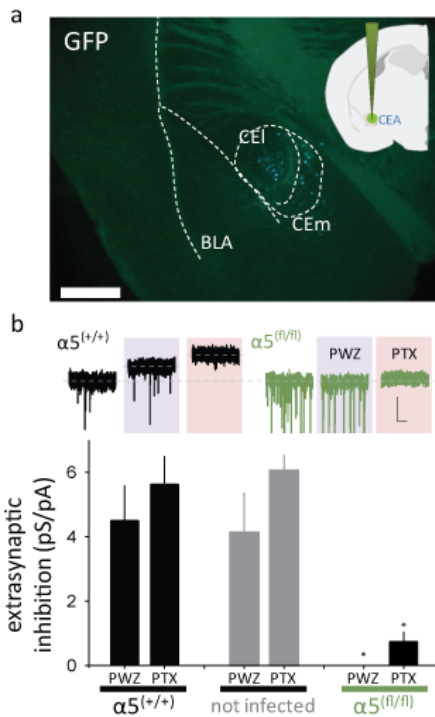 a
GFP
CEA
CEl
CEm
BLA
b
α5(+/+)
α5(fl/fl)
PWZ
PTX
extrasynaptic
inhibition (pS/pA)
6
4
2
0
*
*
PWZ PTX PWZ PTX PWZ PTX
α5(+/+) not infected α5(fl/fl)